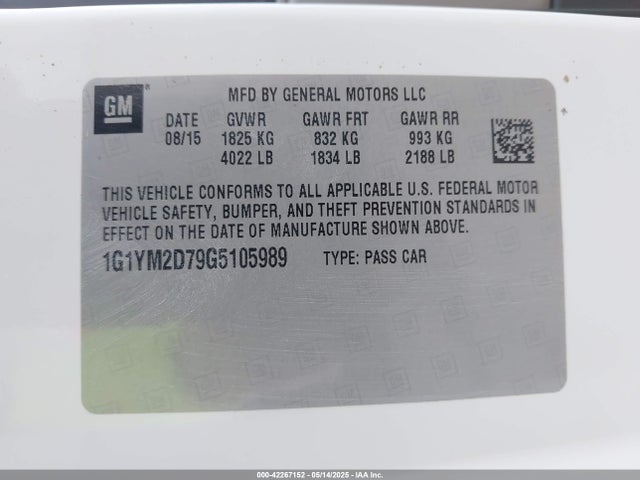 GM®
MFD BY GENERAL MOTORS LLC
DATE GVWR GAWR FRT GAWR RR
08/15 1825 KG 832 KG 993 KG
4022 LB 1834 LB 2188 LB
THIS VEHICLE CONFORMS TO ALL APPLICABLE U.S. FEDERAL MOTOR
VEHICLE SAFETY, BUMPER, AND THEFT PREVENTION STANDARDS IN
EFFECT ON THE DATE OF MANUFACTURE SHOWN ABOVE.
1G1YM2D79G5105989 TYPE: PASS CAR
000-42267152 - 05/14/2025 - IAA Inc.